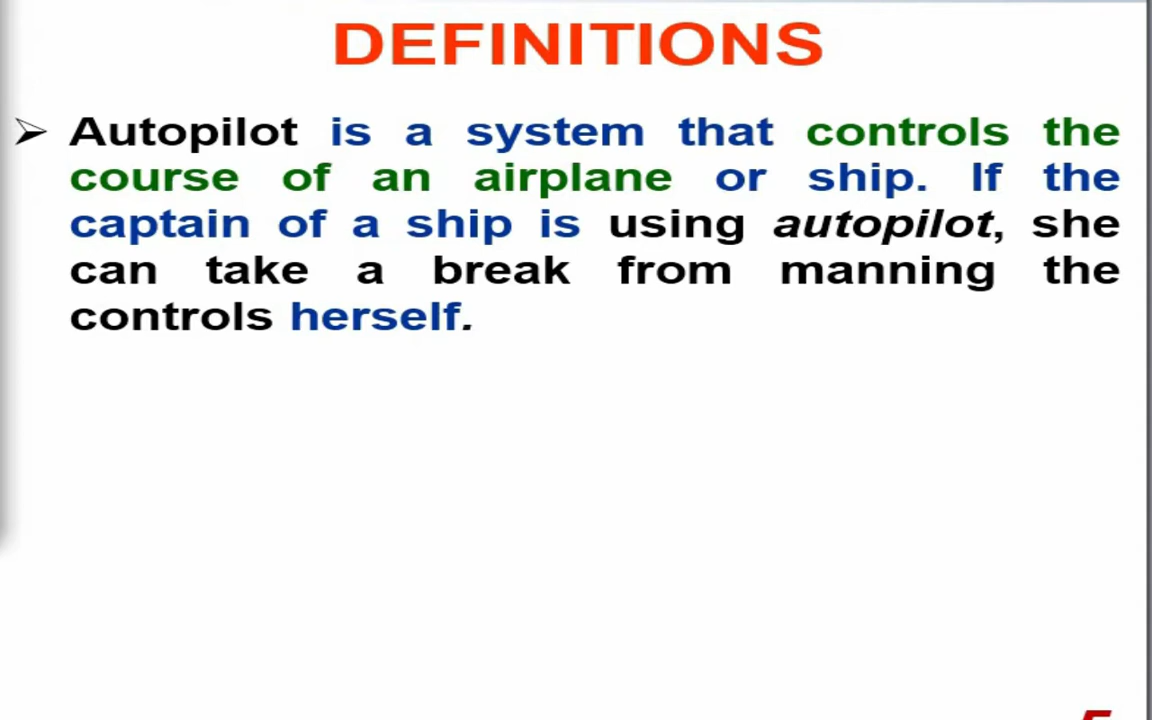 DEFINITIONS
➢ Autopilot is a system that controls the
course of an airplane or ship. If the
captain of a ship is using autopilot, she
can take a break from manning the
controls herself.